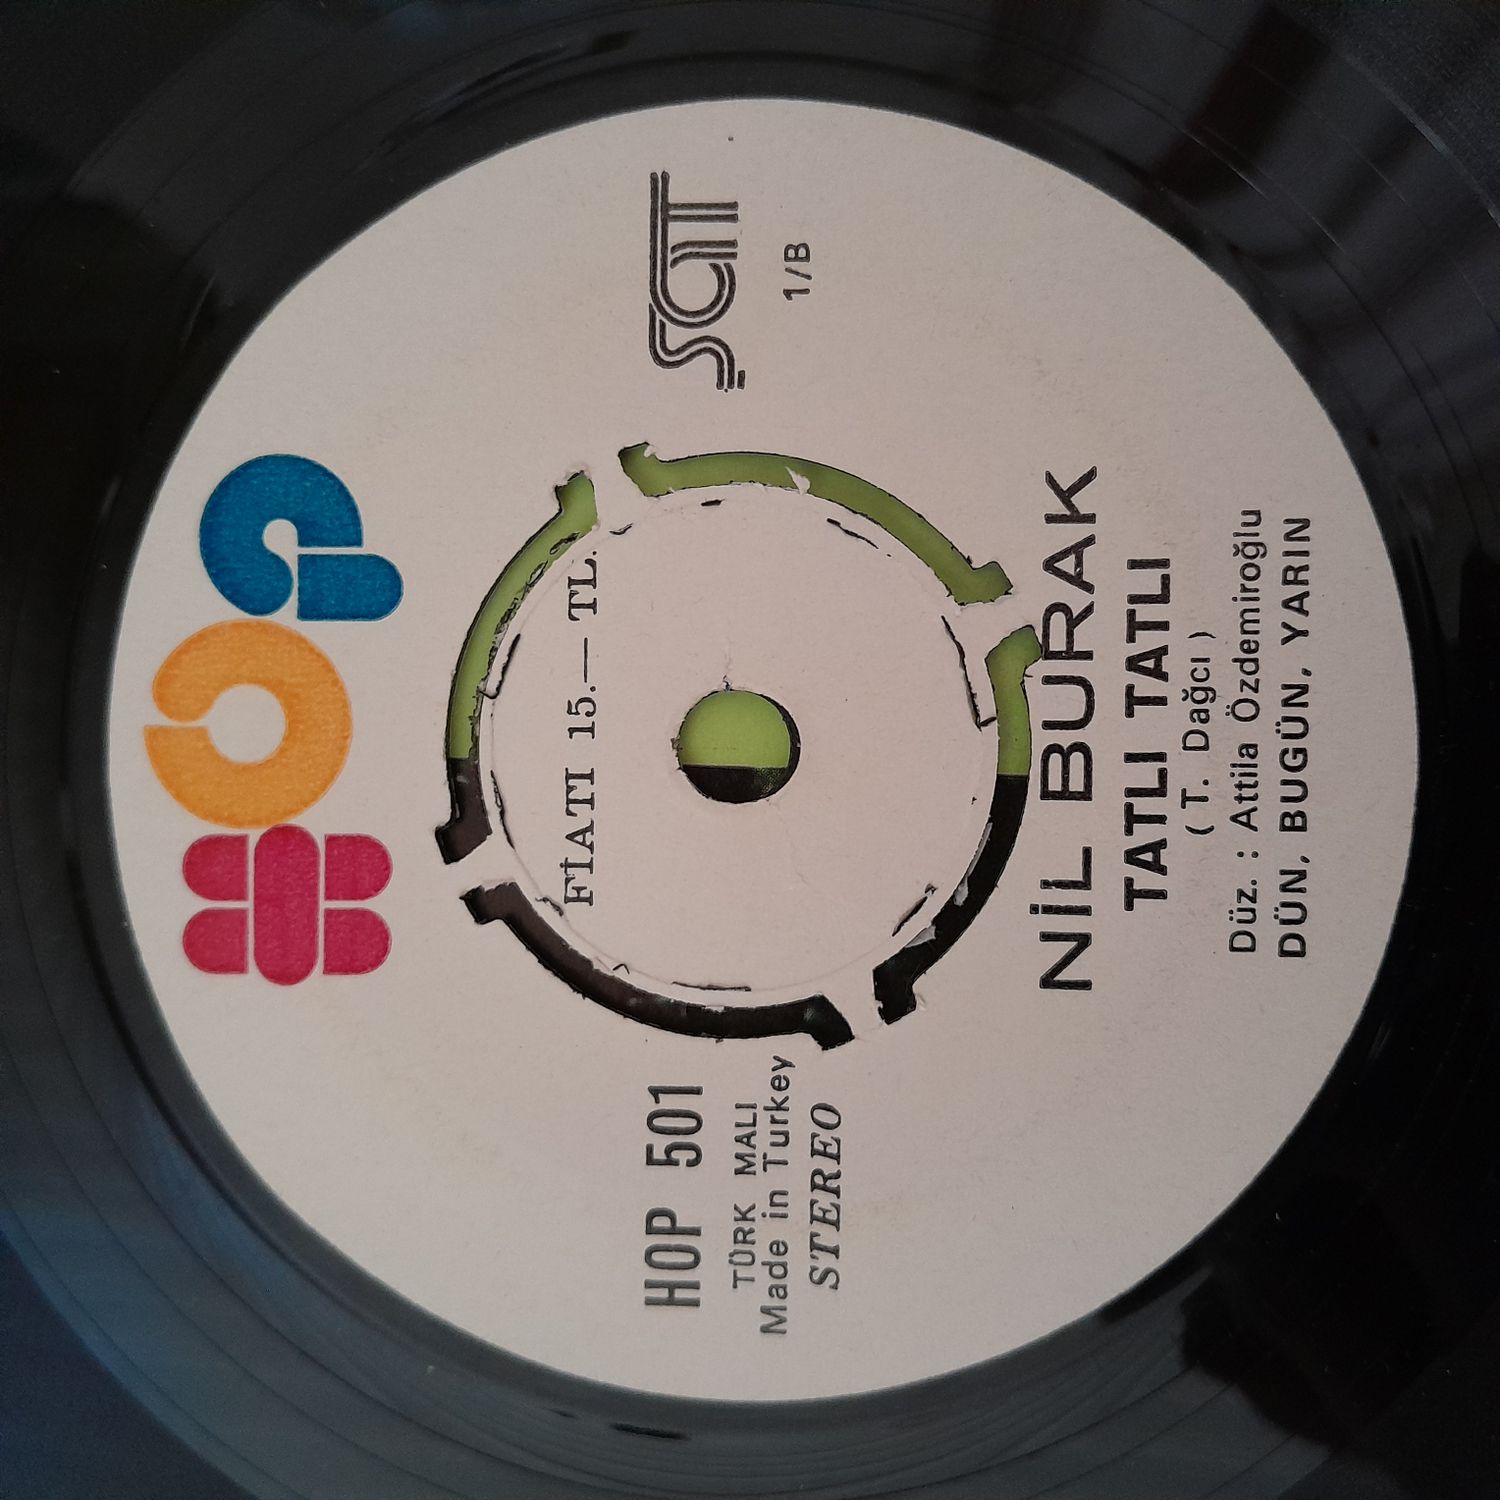 HOP
FİATI 15.— TL.
HOP 501
TÜRK MALI
Made in Turkey
STEREO
ŞAT
1/B
NİL BURAK
TATLI TATLI
( T. Dağcı )
Düz. : Attila Özdemiroğlu
DÜN, BUGÜN, YARIN